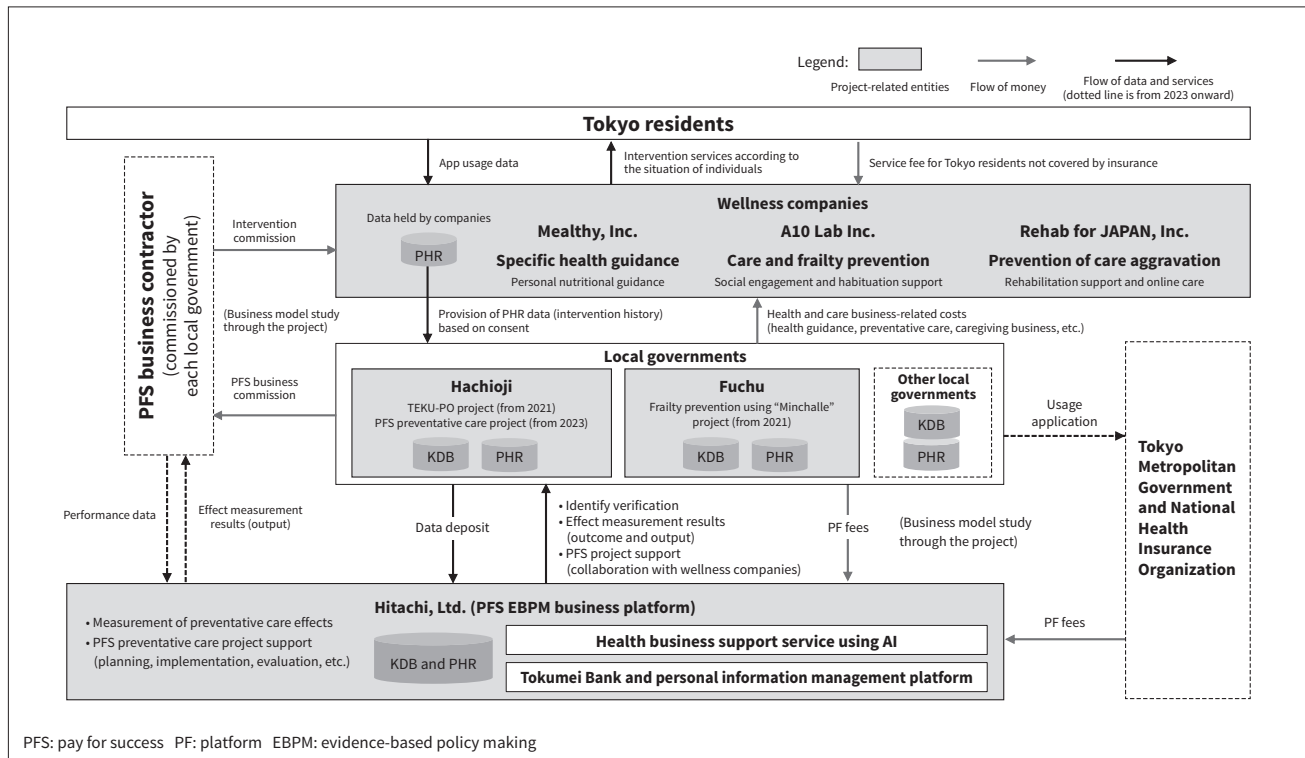 Legend:
Project-related entities
Flow of money
Flow of data and services
(dotted line is from 2023 onward)
Tokyo residents
App usage data
Intervention services according to
the situation of individuals
Service fee for Tokyo residents not covered by insurance
PFS business contractor
(commissioned by
each local government)
Intervention
commission
Wellness companies
Data held by companies
PHR
Mealthy, Inc.
Specific health guidance
Personal nutritional guidance
A10 Lab Inc.
Care and frailty prevention
Social engagement and habituation support
Rehab for JAPAN, Inc.
Prevention of care aggravation
Rehabilitation support and online care
(Business model study
through the project)
Provision of PHR data (intervention history)
based on consent
Health and care business-related costs
(health guidance, preventative care, caregiving business, etc.)
PFS business
commission
Local governments
Hachioji
TEKU-PO project (from 2021)
PFS preventative care project (from 2023)
KDB
PHR
Fuchu
Frailty prevention using “Minchalle”
project (from 2021)
KDB
PHR
Other local
governments
KDB
PHR
Usage
application
Tokyo
Metropolitan
Government
and National
Health
Insurance
Organization
Performance data
Effect measurement
results (output)
Data deposit
• Identify verification
• Effect measurement results
(outcome and output)
• PFS project support
(collaboration with wellness companies)
PF fees
(Business model study
through the project)
Hitachi, Ltd. (PFS EBPM business platform)
• Measurement of preventative care effects
• PFS preventative care project support
(planning, implementation, evaluation, etc.)
KDB and PHR
Health business support service using AI
Tokumei Bank and personal information management platform
PF fees
PFS: pay for success PF: platform EBPM: evidence-based policy making